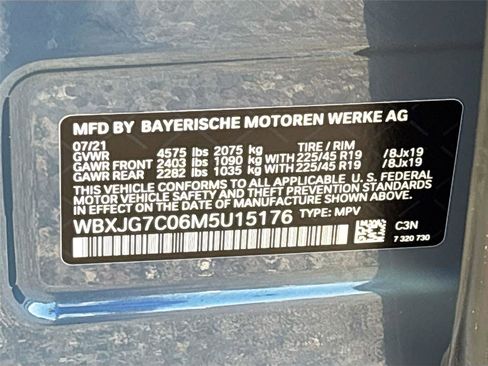 MFD BY BAYERISCHE MOTOREN WERKE AG
07/21 TIRE / RIM
GVWR 4575 lbs 2075 kg
GAWR FRONT 2403 lbs 1090 kg WITH 225/45 R19 /8Jx19
GAWR REAR 2282 lbs 1035 kg WITH 225/45 R19 /8Jx19
THIS VEHICLE CONFORMS TO ALL APPLICABLE U. S. FEDERAL
MOTOR VEHICLE SAFETY AND THEFT PREVENTION STANDARDS
IN EFFECT ON THE DATE OF MANUFACTURE SHOWN ABOVE.
WBXJG7C06M5U15176 TYPE: MPV
C3N
7 320 730